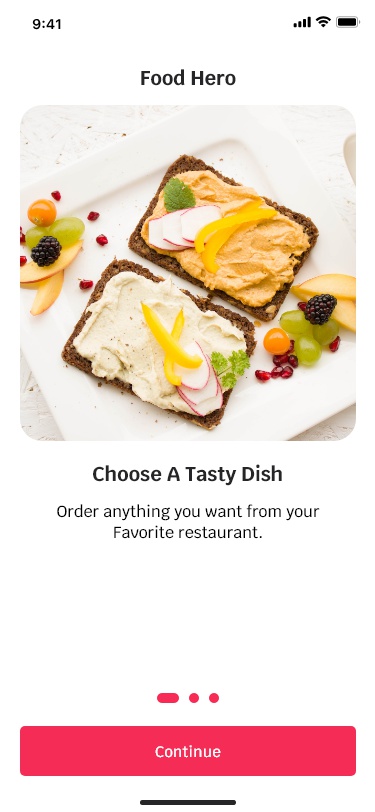 9:41
Food Hero
Choose A Tasty Dish
Order anything you want from your
Favorite restaurant.
Continue